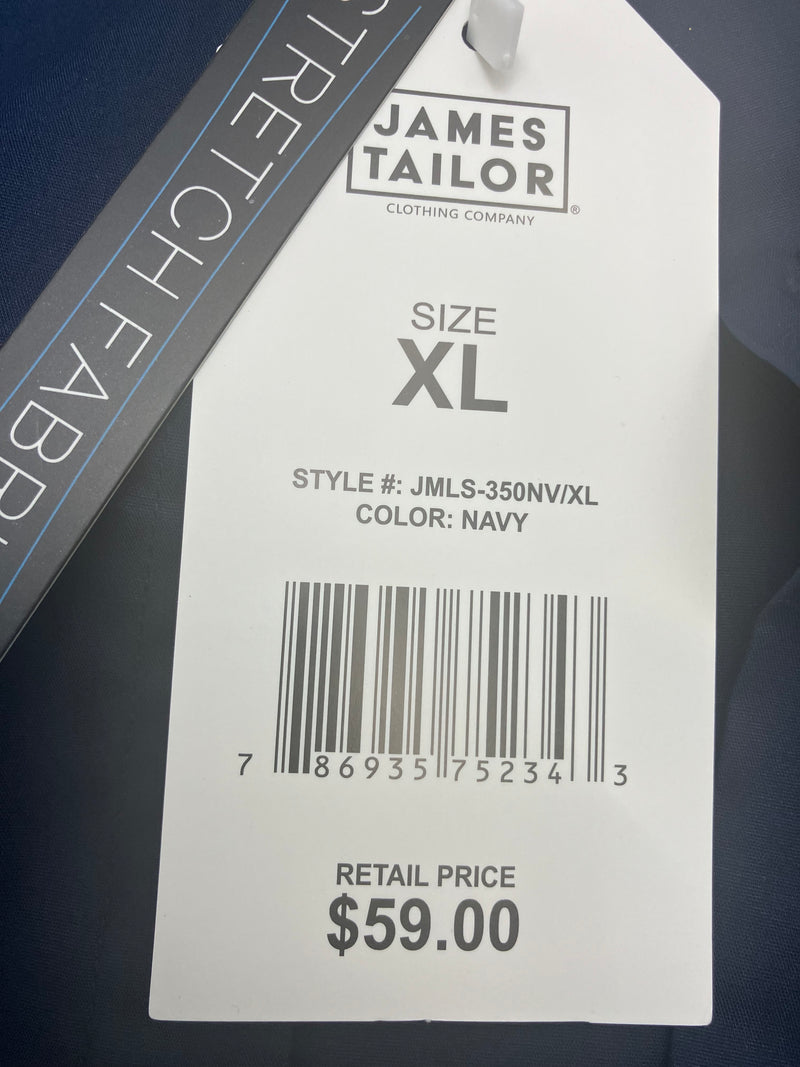 STRETCH FABRI
JAMES
TAILOR
CLOTHING COMPANY
®
SIZE
XL
STYLE #: JMLS-350NV/XL
COLOR: NAVY
7 86935 75234 3
RETAIL PRICE
$59.00